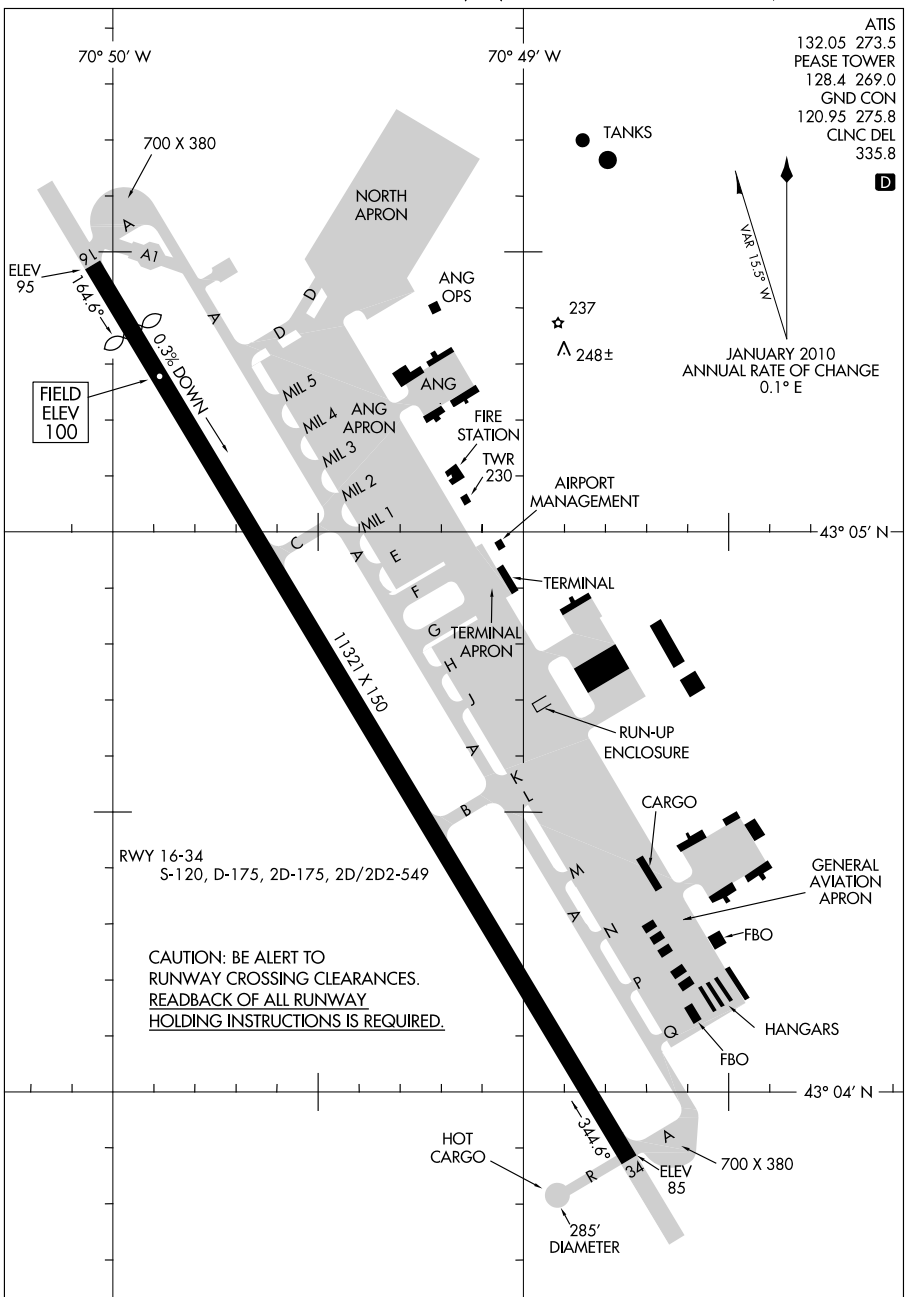 ATIS
132.05 273.5
PEASE TOWER
128.4 269.0
GND CON
120.95 275.8
CLNC DEL
335.8
D
70° 50' W
70° 49' W
700 X 380
TANKS
NORTH
APRON
A
A1
16
ELEV
95
164.6°
0.3% DOWN
FIELD
ELEV
100
A
D
D
ANG
OPS
237
248±
VAR 15.5° W
JANUARY 2010
ANNUAL RATE OF CHANGE
0.1° E
MIL 5
MIL 4
MIL 3
MIL 2
MIL 1
ANG
APRON
ANG
FIRE
STATION
TWR
230
AIRPORT
MANAGEMENT
43° 05' N
C
A
E
F
G
H
J
A
K
L
TERMINAL
TERMINAL
APRON
11321 X 150
RUN-UP
ENCLOSURE
B
CARGO
RWY 16-34
S-120, D-175, 2D-175, 2D/2D2-549
M
A
N
P
Q
GENERAL
AVIATION
APRON
FBO
CAUTION: BE ALERT TO
RUNWAY CROSSING CLEARANCES.
READBACK OF ALL RUNWAY
HOLDING INSTRUCTIONS IS REQUIRED.
HANGARS
FBO
43° 04' N
344.6°
A
HOT
CARGO
R
34
ELEV
85
700 X 380
285'
DIAMETER